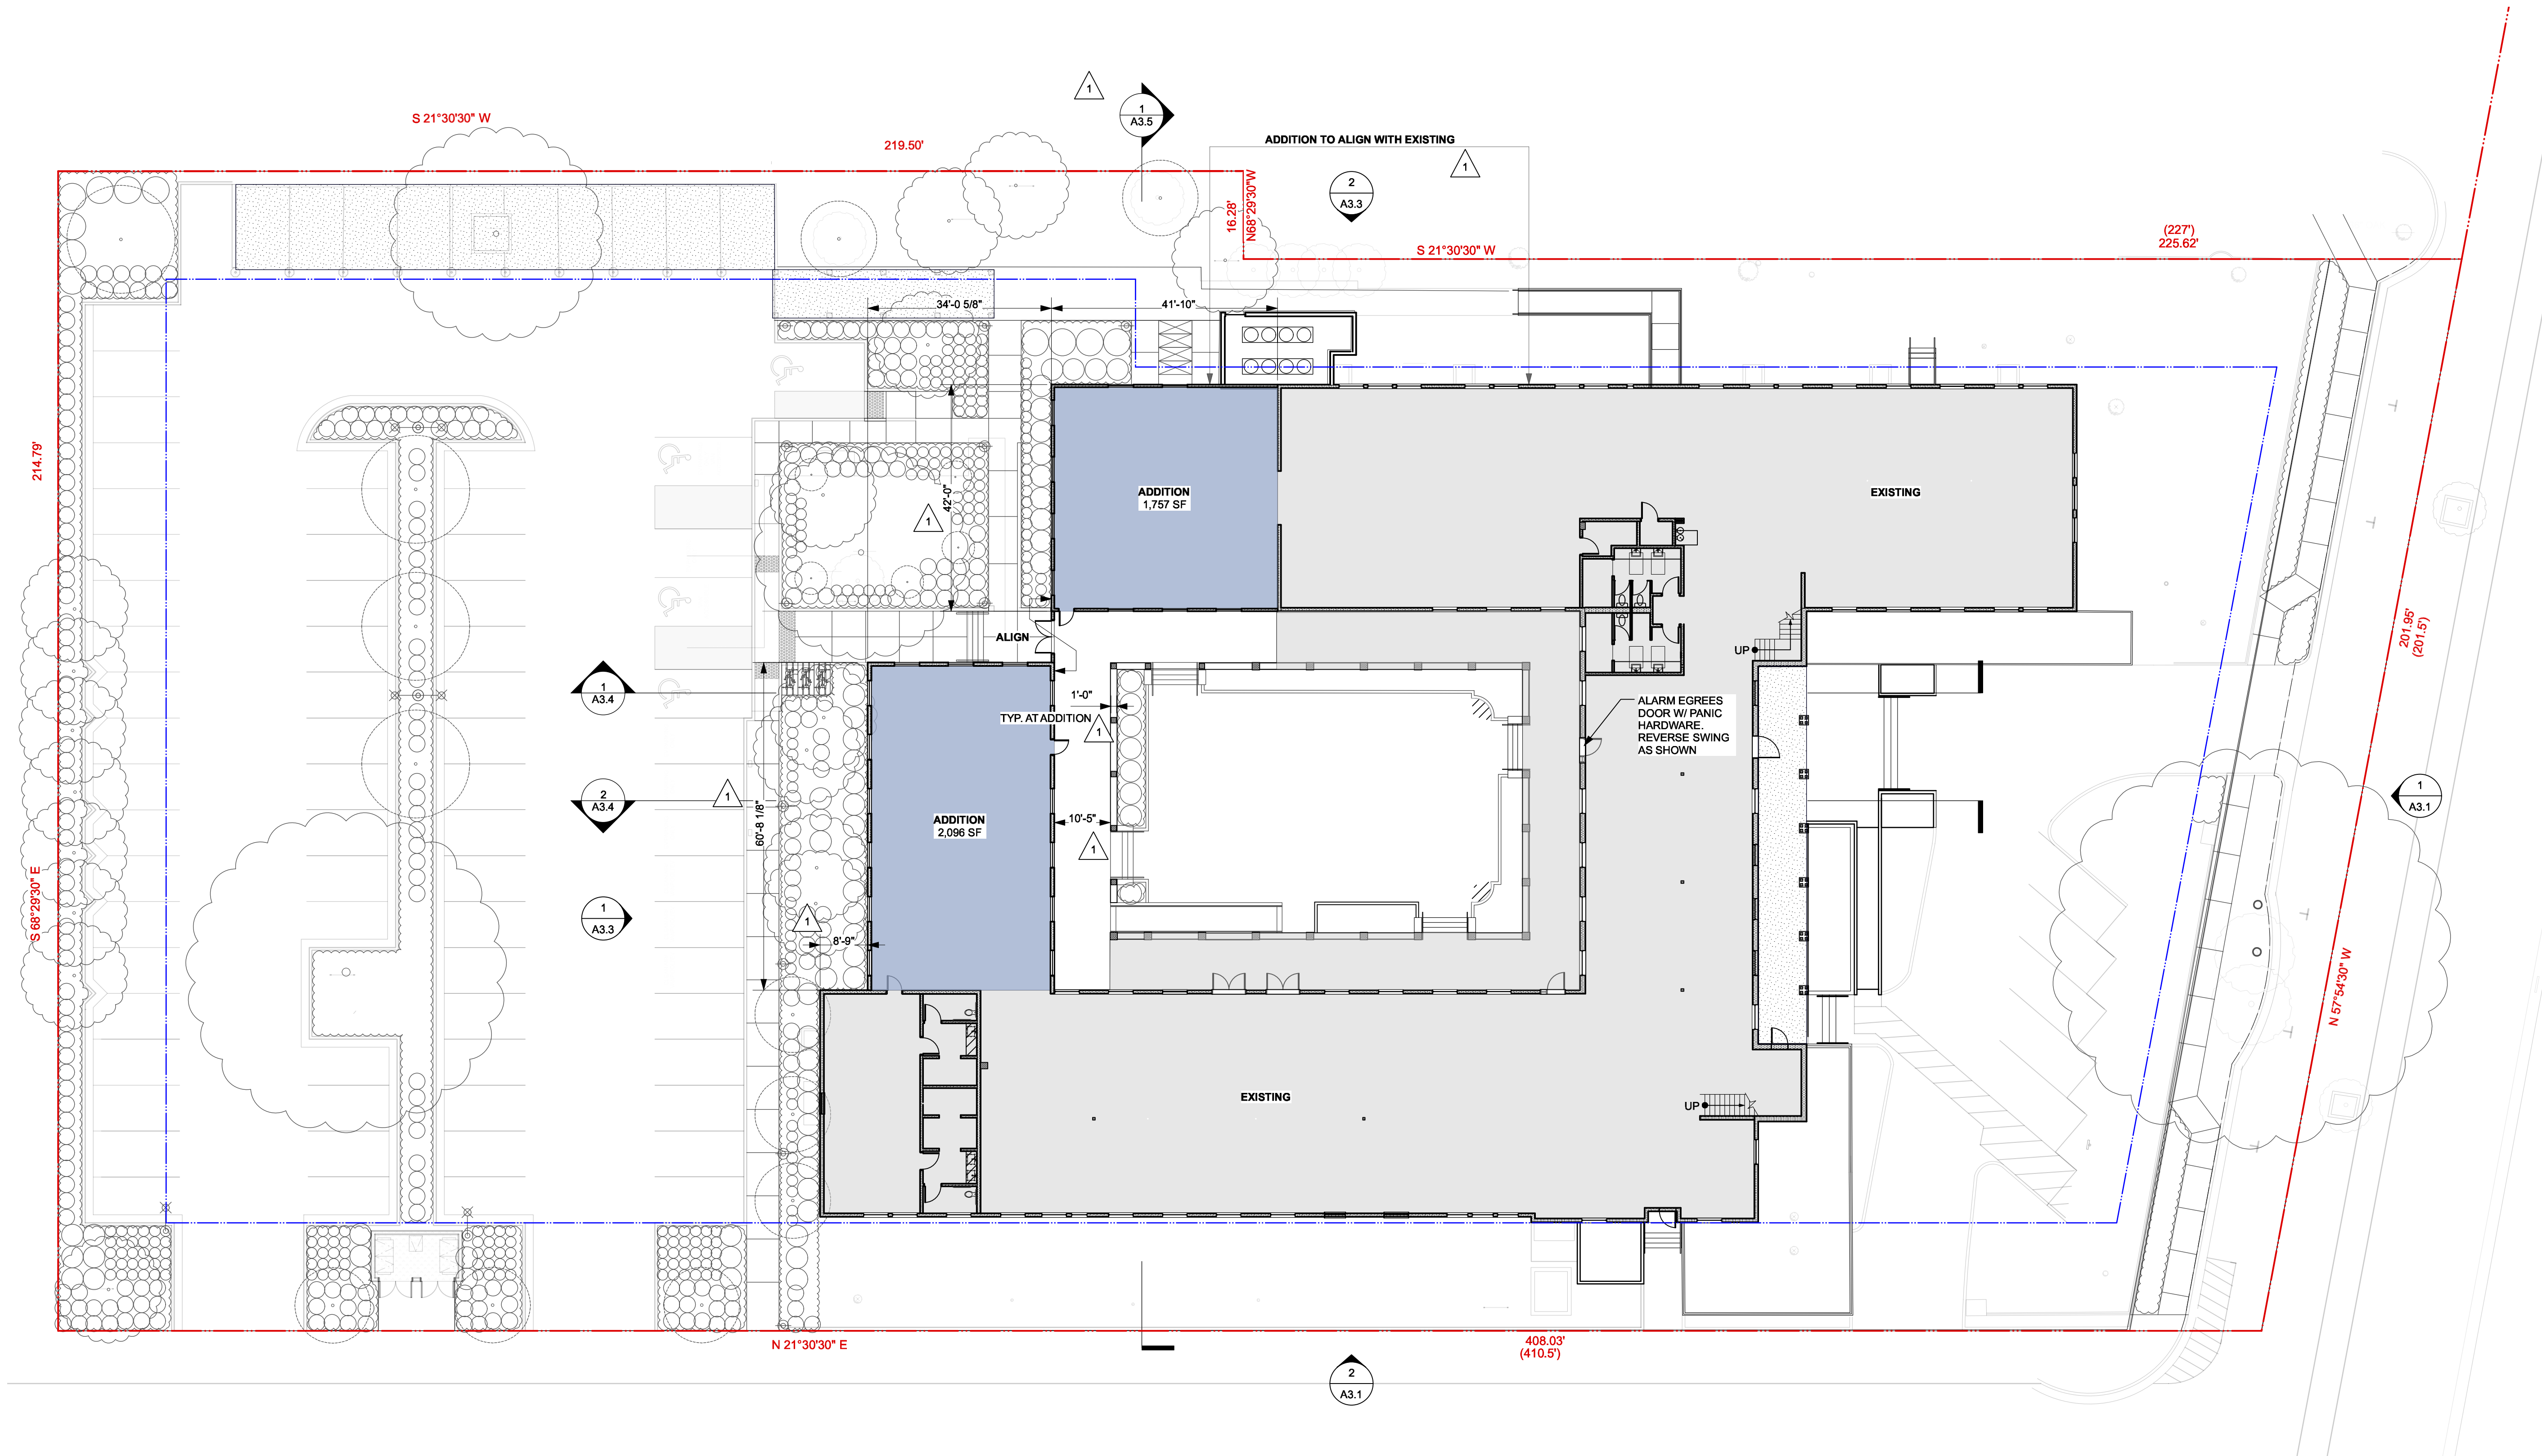 1
1
A3.5
S 21°30'30" W
219.50'
ADDITION TO ALIGN WITH EXISTING
1
2
A3.3
16.28'
N68°29'30"W
S 21°30'30" W
(227')
225.62'
34'-0 5/8"
41'-10"
214.79'
42'-0"
1
ADDITION
1,757 SF
EXISTING
ALIGN
UP
201.95'
(201.5')
1
A3.4
1'-0"
TYP. AT ADDITION
1
ALARM EGREES
DOOR W/ PANIC
HARDWARE.
REVERSE SWING
AS SHOWN
2
A3.4
1
60'-8 1/8"
ADDITION
2,096 SF
10'-5"
1
1
A3.1
S 68°29'30" E
1
A3.3
1
8'-9"
N 57°54'30" W
EXISTING
UP
N 21°30'30" E
408.03'
(410.5')
2
A3.1